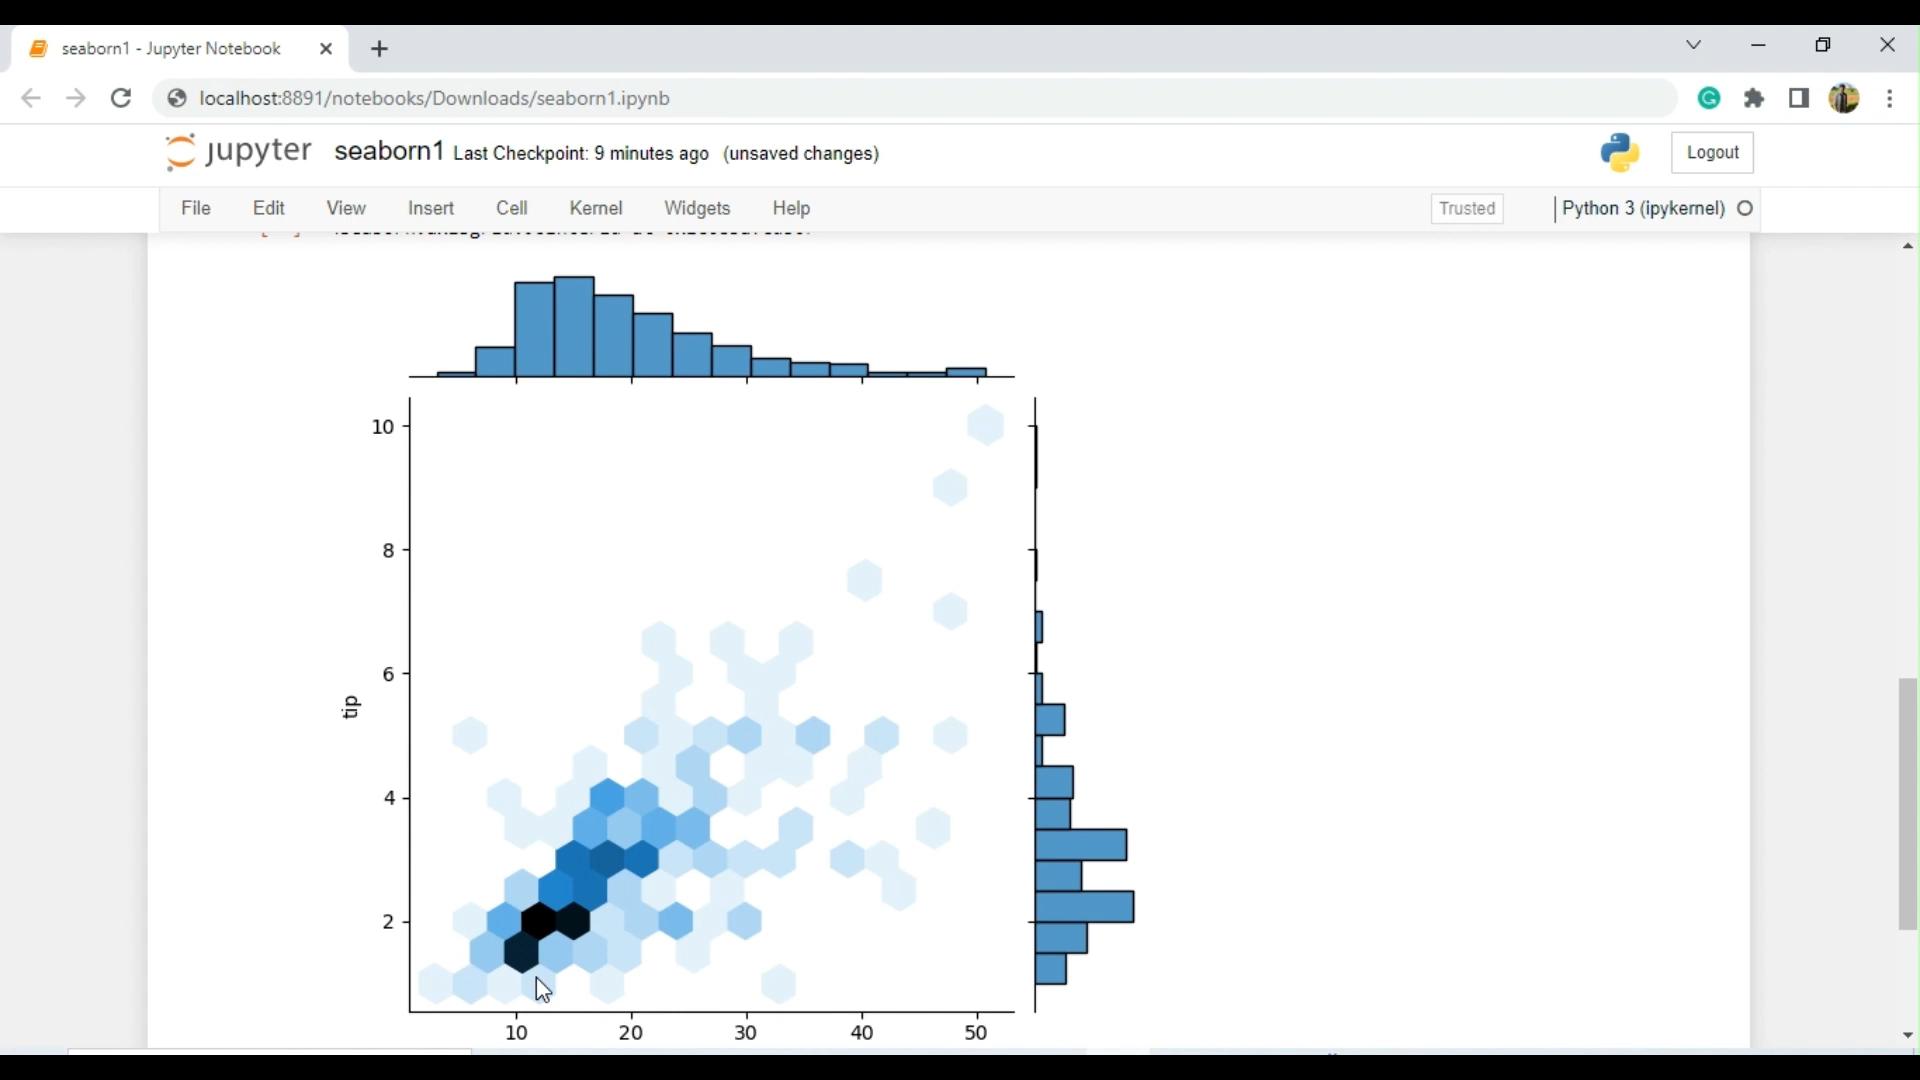 seaborn1 - Jupyter Notebook
localhost:8891/notebooks/Downloads/seaborn1.ipynb
jupyter seaborn1 Last Checkpoint: 9 minutes ago (unsaved changes) Logout
File Edit View Insert Cell Kernel Widgets Help Trusted Python 3 (ipykernel)
10
8
6
tip
4
2
10 20 30 40 50